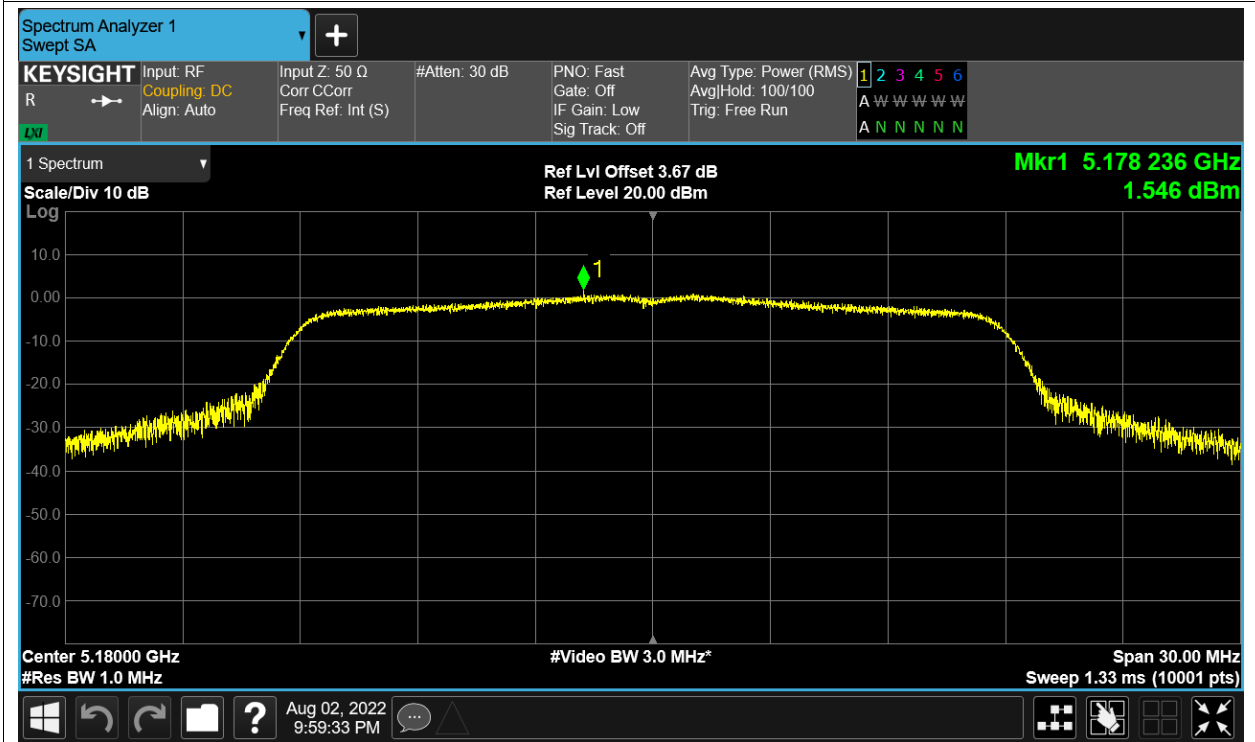 Spectrum Analyzer 1
Swept SA
+
KEYSIGHT
R
LXI
Input: RF
Coupling: DC
Align: Auto
Input Z: 50 Ω
Corr CCorr
Freq Ref: Int (S)
#Atten: 30 dB
PNO: Fast
Gate: Off
IF Gain: Low
Sig Track: Off
Avg Type: Power (RMS)
Avg|Hold: 100/100
Trig: Free Run
1 2 3 4 5 6
A W W W W W
A N N N N N
1 Spectrum
Scale/Div 10 dB
Log
Ref Lvl Offset 3.67 dB
Ref Level 20.00 dBm
Mkr1 5.178 236 GHz
1.546 dBm
10.0
1
0.00
-10.0
-20.0
-30.0
-40.0
-50.0
-60.0
-70.0
Center 5.18000 GHz
#Res BW 1.0 MHz
#Video BW 3.0 MHz*
Span 30.00 MHz
Sweep 1.33 ms (10001 pts)
?
Aug 02, 2022
9:59:33 PM